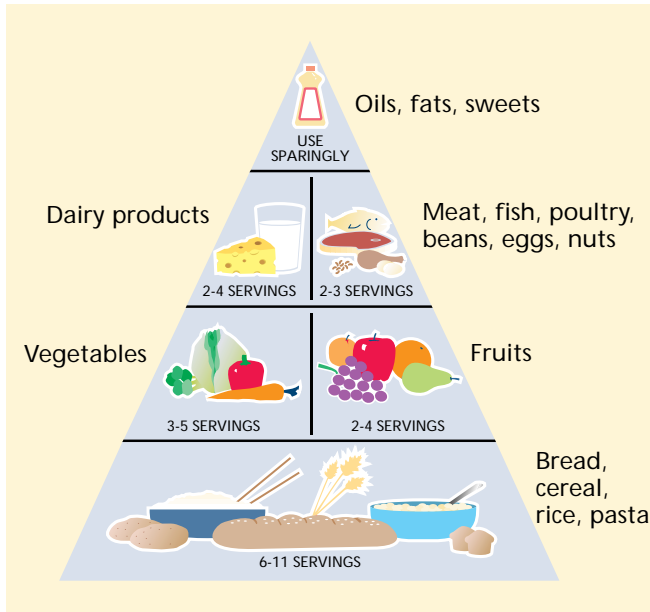 Oils, fats, sweets
USE
SPARINGLY
Dairy products
Meat, fish, poultry,
beans, eggs, nuts
2-4 SERVINGS
2-3 SERVINGS
Vegetables
Fruits
3-5 SERVINGS
2-4 SERVINGS
Bread,
cereal,
rice, pasta
6-11 SERVINGS